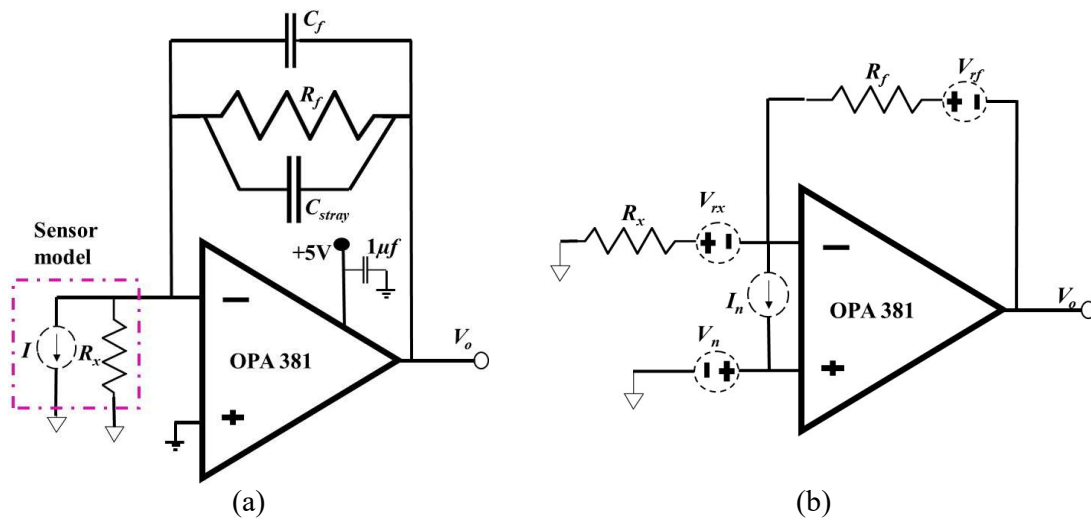 C_f
R_f
C_stray
Sensor
model
+5V
1μf
I
R_x
−
OPA 381
+
V_o
(a)
R_f
V_rf
+ -
R_x
V_rx
+ -
−
I_n
OPA 381
V_n
- +
+
V_o
(b)